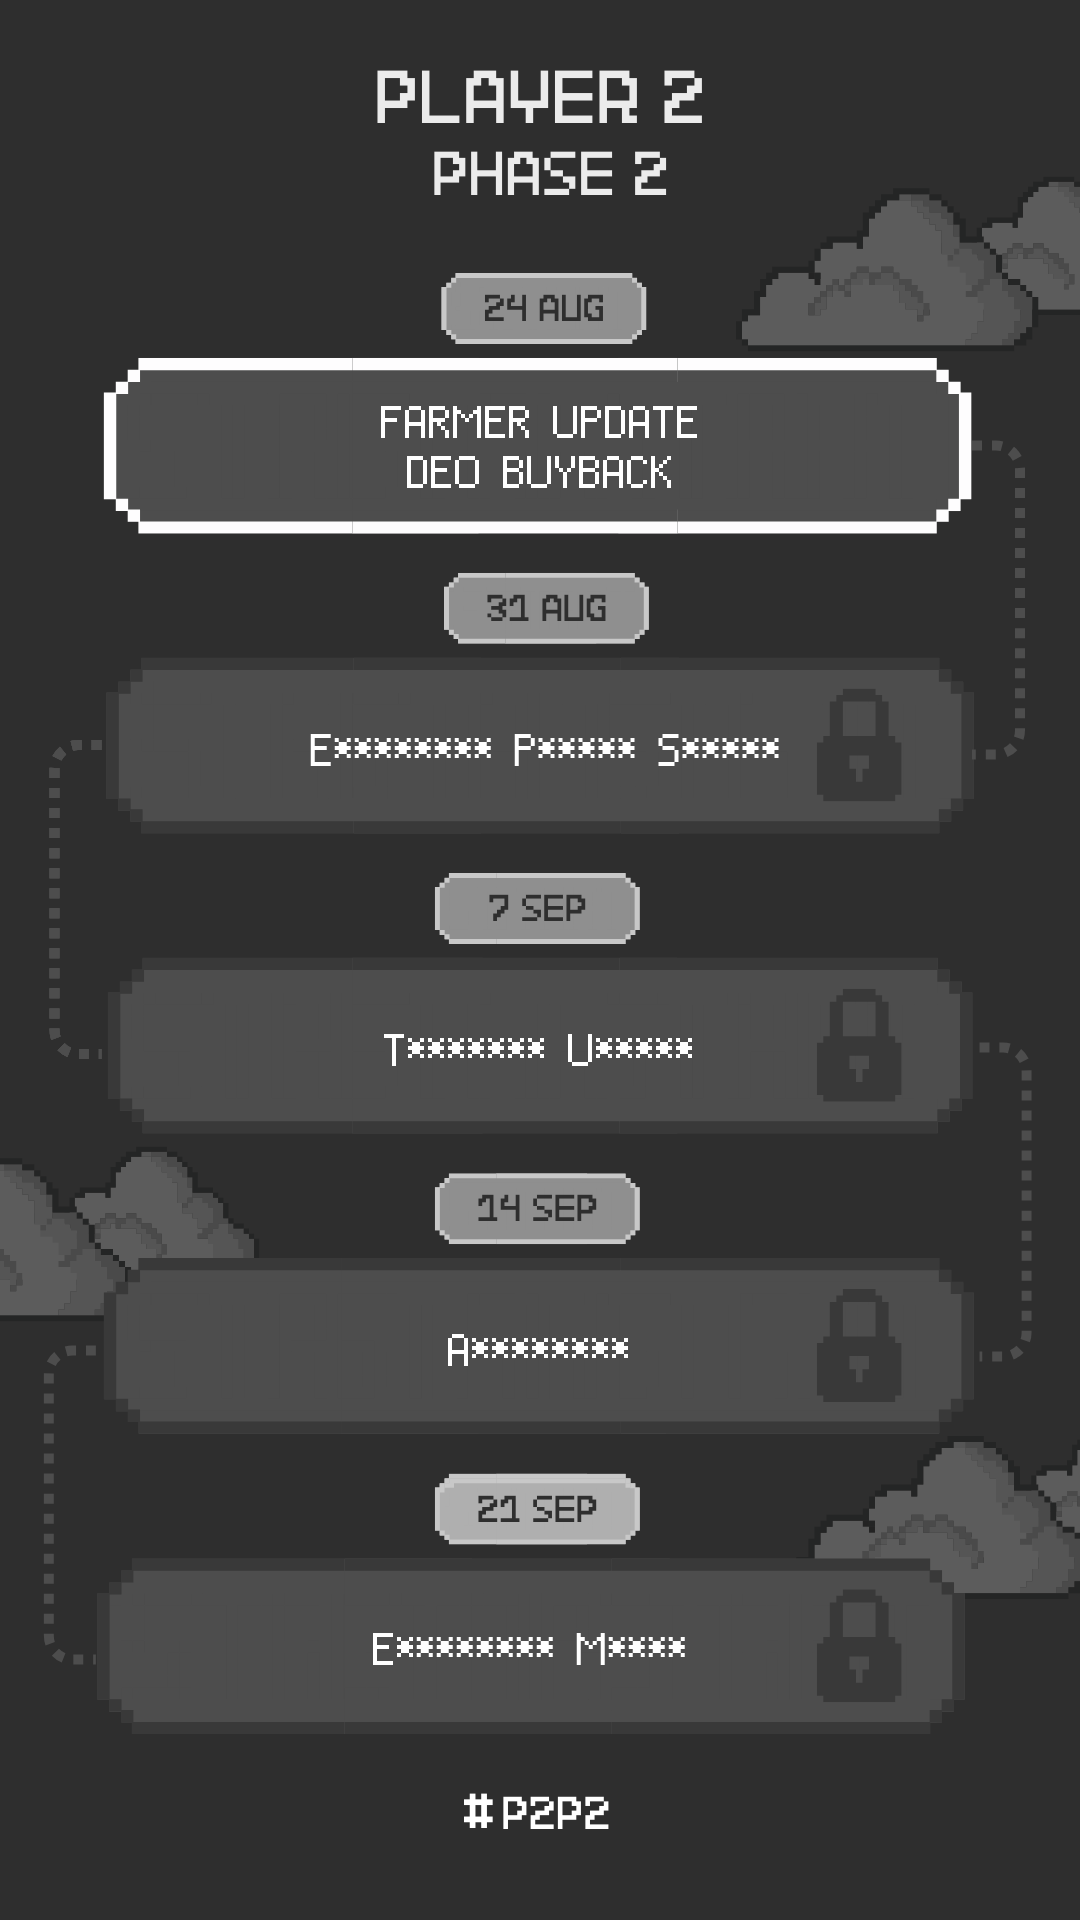 PLAYER 2
PHASE 2
24 AUG
FARMER UPDATE
DEO BUYBACK
31 AUG
E******** P***** S*****
7 SEP
T******* U*****
14 SEP
A********
21 SEP
E******** M****
#P2P2